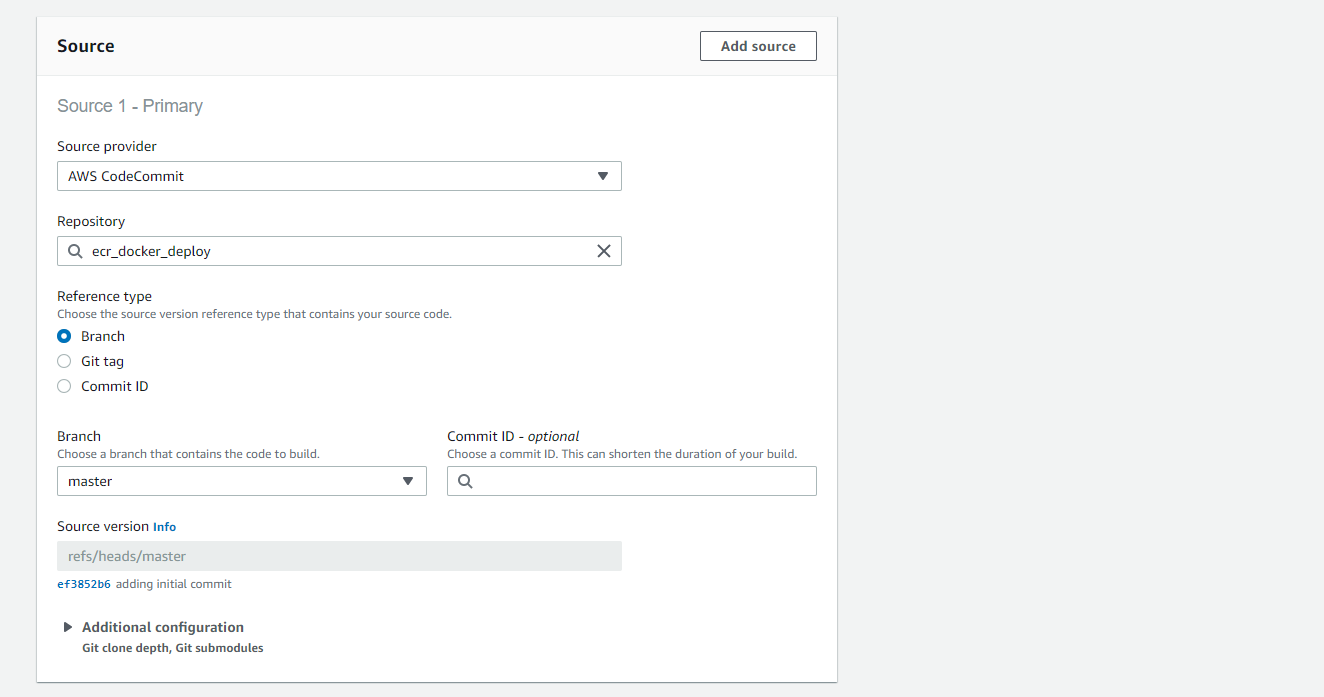 Source
Add source
Source 1 - Primary
Source provider
AWS CodeCommit
Repository
ecr_docker_deploy
Reference type
Choose the source version reference type that contains your source code.
Branch
Git tag
Commit ID
Branch
Choose a branch that contains the code to build.
master
Commit ID - optional
Choose a commit ID. This can shorten the duration of your build.
Source version Info
refs/heads/master
ef3852b6 adding initial commit
Additional configuration
Git clone depth, Git submodules